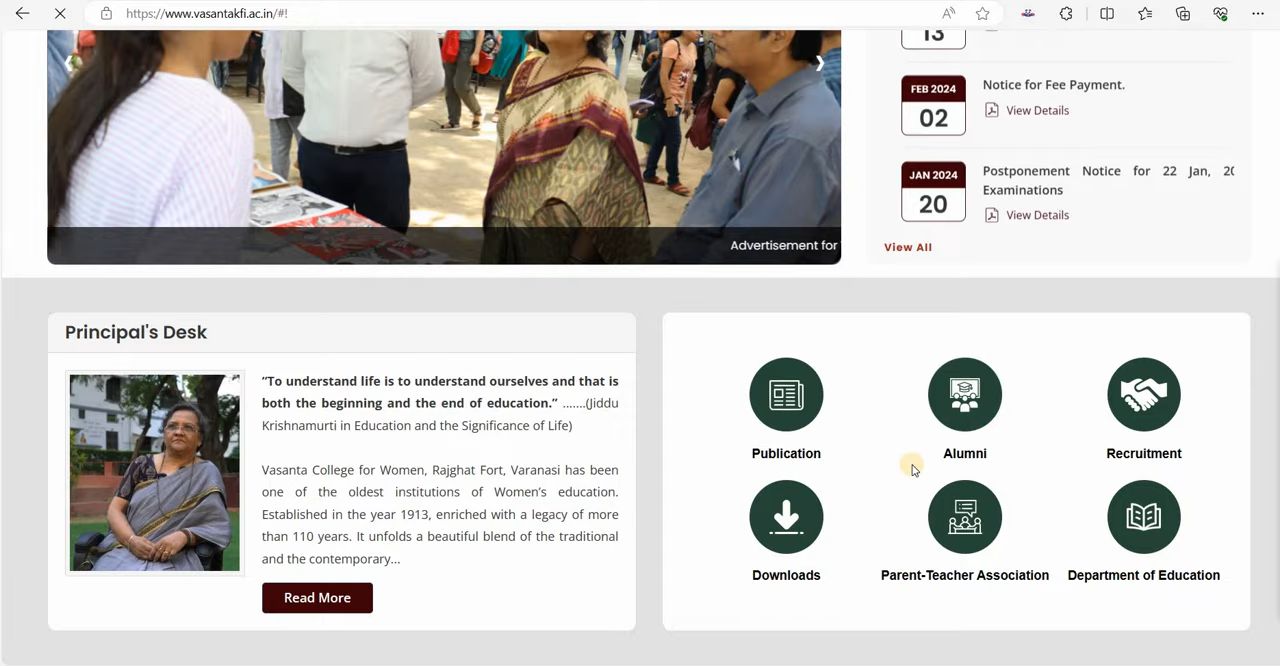 https://www.vasantakfi.ac.in/#!
13
FEB 2024
02
Notice for Fee Payment.
View Details
JAN 2024
20
Postponement Notice for 22 Jan, 20
Examinations
View Details
Advertisement for
View All
Principal's Desk
“To understand life is to understand ourselves and that is
both the beginning and the end of education.” .......(Jiddu
Krishnamurti in Education and the Significance of Life)
Vasanta College for Women, Rajghat Fort, Varanasi has been
one of the oldest institutions of Women’s education.
Established in the year 1913, enriched with a legacy of more
than 110 years. It unfolds a beautiful blend of the traditional
and the contemporary...
Read More
Publication
Alumni
Recruitment
Downloads
Parent-Teacher Association
Department of Education